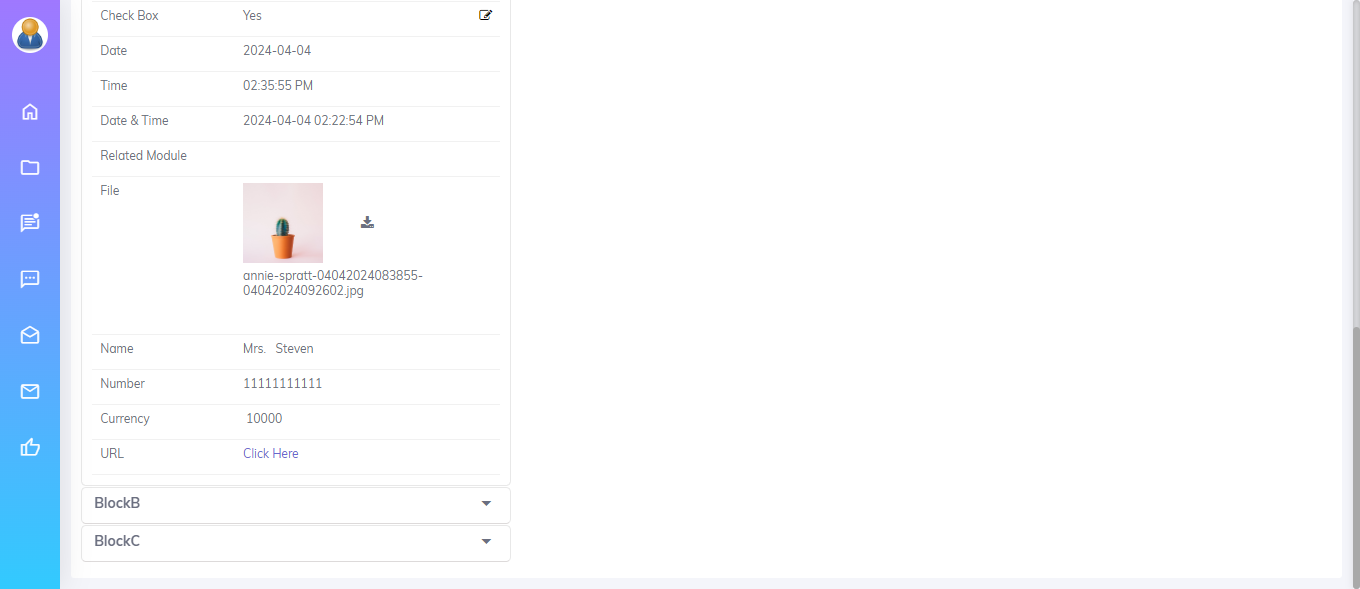 Check Box Yes
Date 2024-04-04
Time 02:35:55 PM
Date & Time 2024-04-04 02:22:54 PM
Related Module
File
annie-spratt-04042024083855-
04042024092602.jpg
Name Mrs. Steven
Number 11111111111
Currency 10000
URL Click Here
BlockB
BlockC